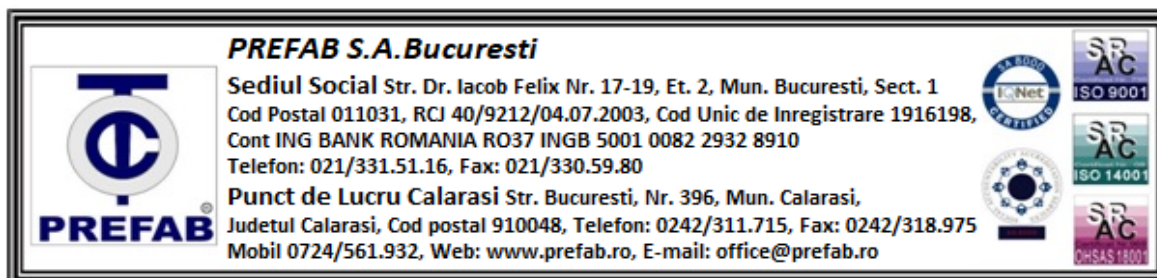 PREFAB S.A.Bucuresti
Sediul Social Str. Dr. Iacob Felix Nr. 17-19, Et. 2, Mun. Bucuresti, Sect. 1
Cod Postal 011031, RCJ 40/9212/04.07.2003, Cod Unic de Inregistrare 1916198,
Cont ING BANK ROMANIA RO37 INGB 5001 0082 2932 8910
Telefon: 021/331.51.16, Fax: 021/330.59.80
Punct de Lucru Calarasi Str. Bucuresti, Nr. 396, Mun. Calarasi,
Judetul Calarasi, Cod postal 910048, Telefon: 0242/311.715, Fax: 0242/318.975
Mobil 0724/561.932, Web: www.prefab.ro, E-mail: office@prefab.ro
PREFAB ®
SA 8000
IQNet
CERTIFIED
SRAC
ISO 9001
SRAC
ISO 14001
SRAC
OHSAS 18001